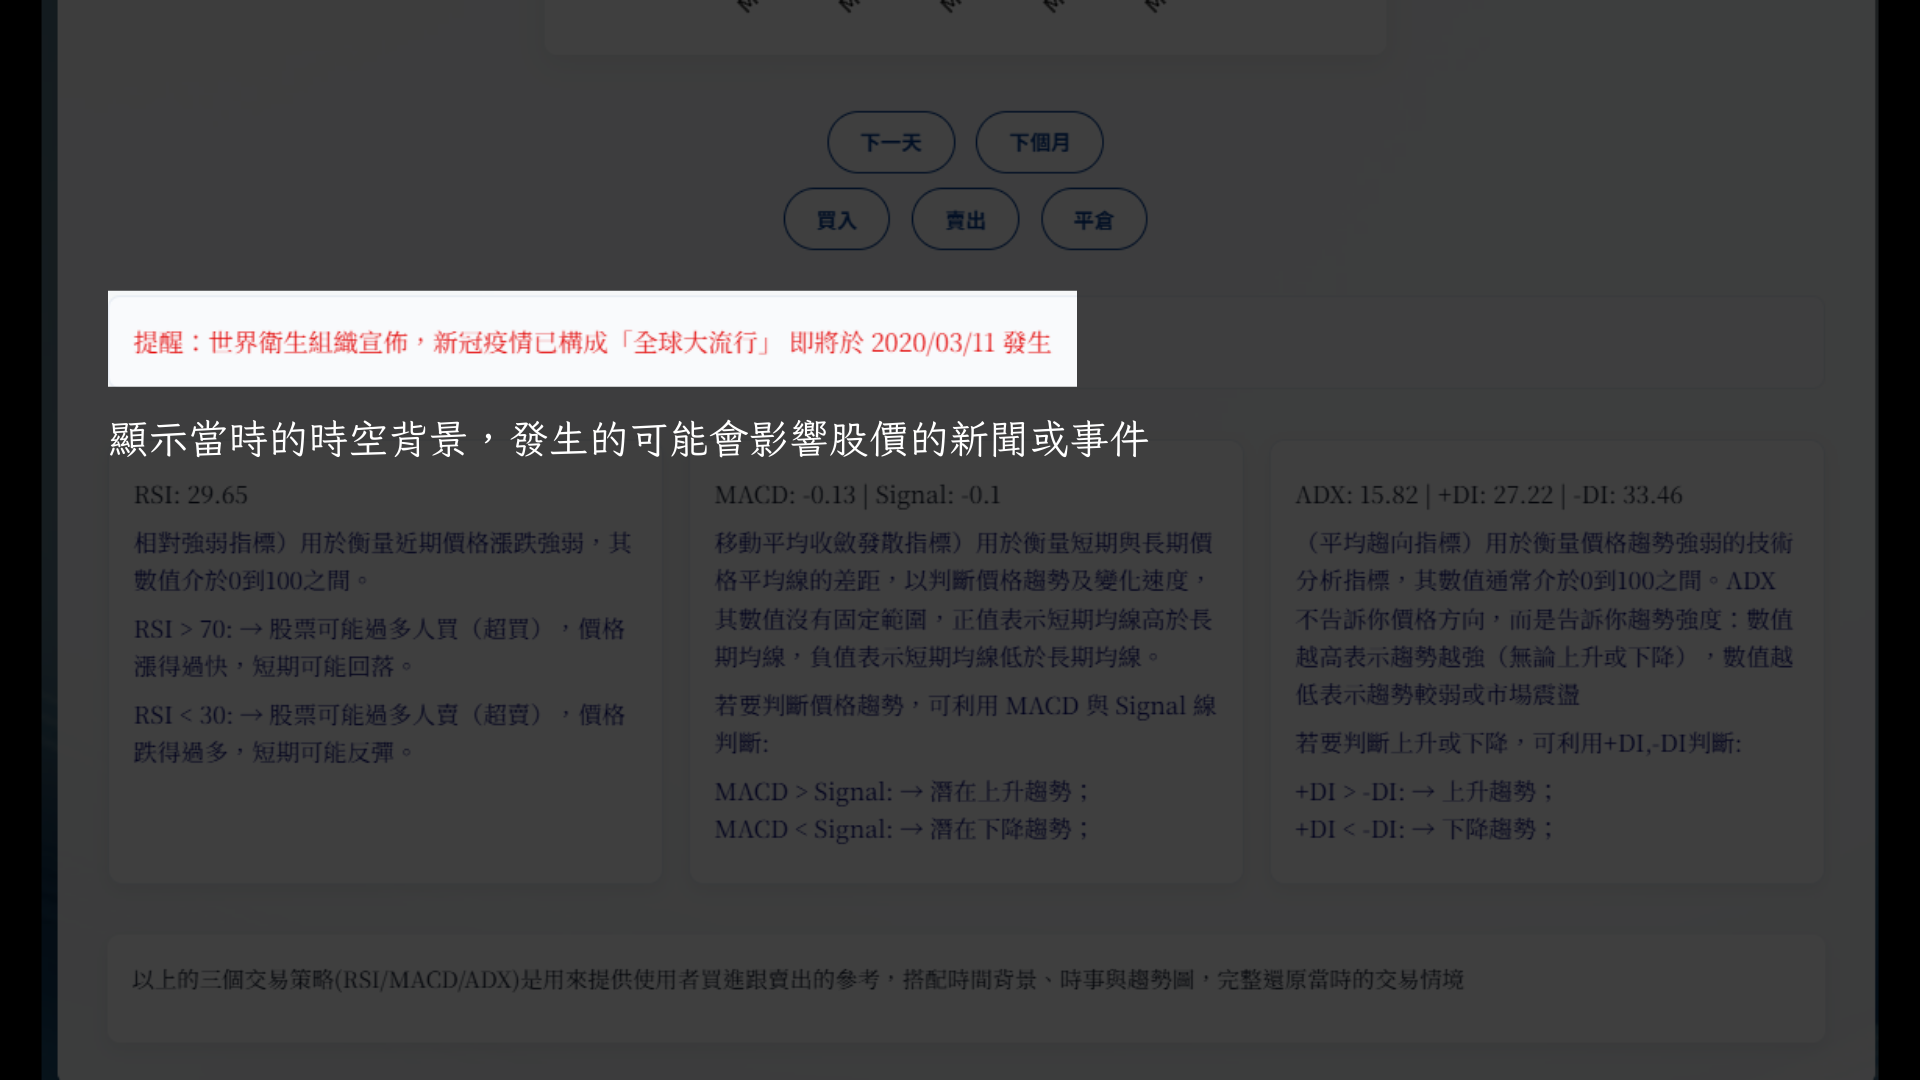 下一天 下個月
買入 賣出 平倉
提醒：世界衛生組織宣佈，新冠疫情已構成「全球大流行」 即將於 2020/03/11 發生
顯示當時的時空背景，發生的可能會影響股價的新聞或事件
RSI: 29.65
相對強弱指標）用於衡量近期價格漲跌強弱，其
數值介於0到100之間。
RSI > 70: → 股票可能過多人買（超買），價格
漲得過快，短期可能回落。
RSI < 30: → 股票可能過多人賣（超賣），價格
跌得過多，短期可能反彈。
MACD: -0.13 | Signal: -0.1
移動平均收斂發散指標）用於衡量短期與長期價
格平均線的差距，以判斷價格趨勢及變化速度，
其數值沒有固定範圍，正值表示短期均線高於長
期均線，負值表示短期均線低於長期均線。
若要判斷價格趨勢，可利用 MACD 與 Signal 線
判斷:
MACD > Signal: → 潛在上升趨勢；
MACD < Signal: → 潛在下降趨勢；
ADX: 15.82 | +DI: 27.22 | -DI: 33.46
（平均趨向指標）用於衡量價格趨勢強弱的技術
分析指標，其數值通常介於0到100之間。ADX
不告訴你價格方向，而是告訴你趨勢強度：數值
越高表示趨勢越強（無論上升或下降），數值越
低表示趨勢較弱或市場震盪
若要判斷上升或下降，可利用+DI,-DI判斷:
+DI > -DI: → 上升趨勢；
+DI < -DI: → 下降趨勢；
以上的三個交易策略(RSI/MACD/ADX)是用來提供使用者買進跟賣出的參考，搭配時間背景、時事與趨勢圖，完整還原當時的交易情境